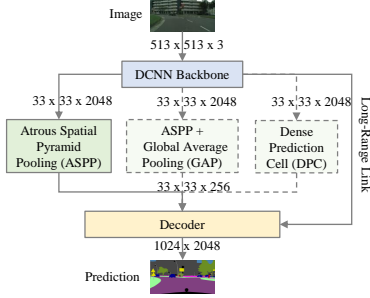 Image
513 x 513 x 3
DCNN Backbone
33 x 33 x 2048
33 x 33 x 2048
33 x 33 x 2048
Atrous Spatial
Pyramid
Pooling (ASPP)
ASPP +
Global Average
Pooling (GAP)
Dense
Prediction
Cell (DPC)
Long-Range Link
33 x 33 x 256
Decoder
1024 x 2048
Prediction